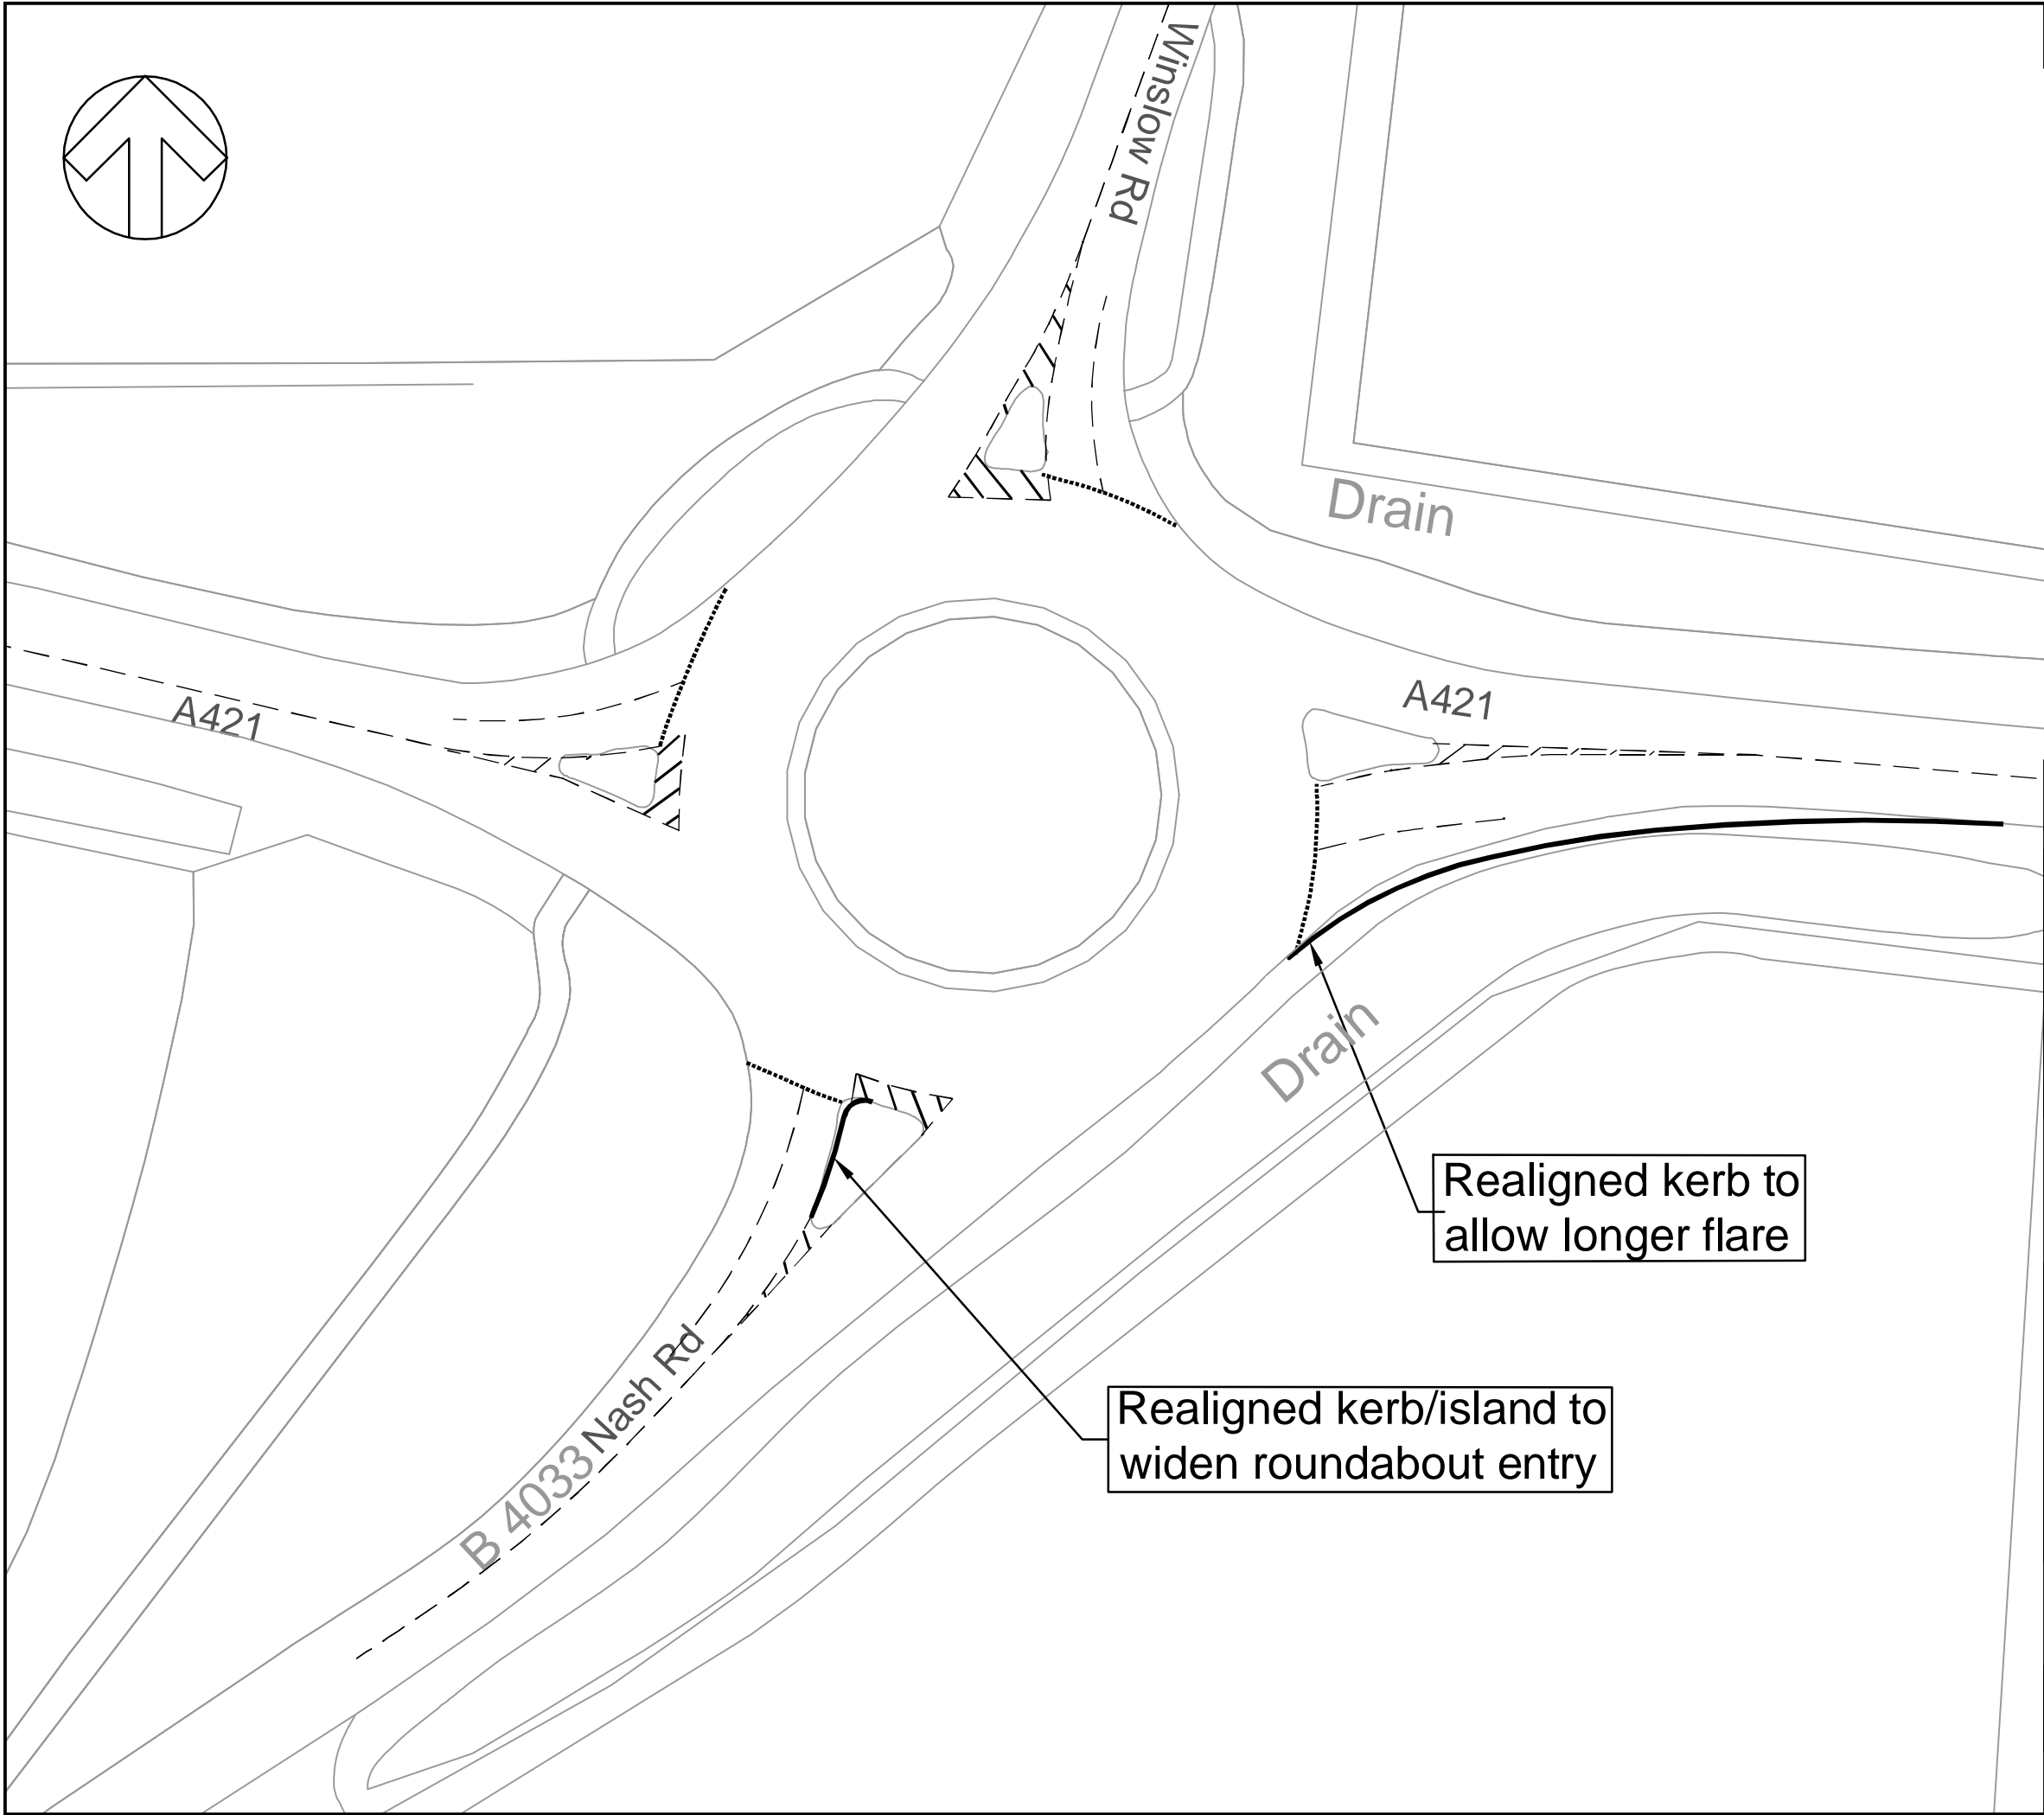 Winslow Rd
Drain
A421
A421
Drain
Realigned kerb to
allow longer flare
B 4033 Nash Rd
Realigned kerb/island to
widen roundabout entry